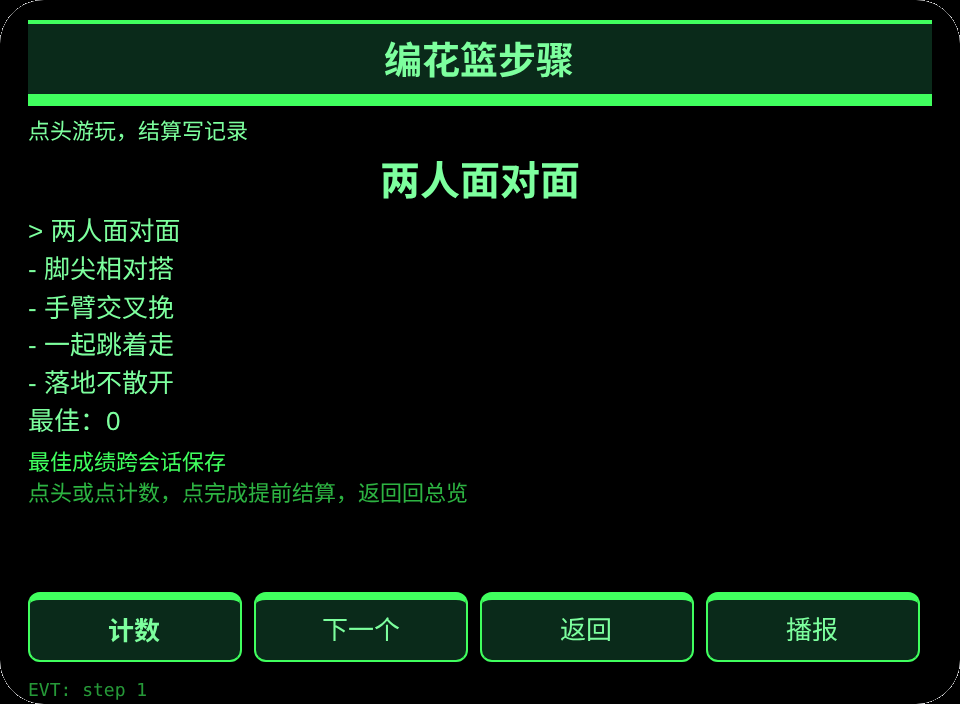 编花篮步骤
点头游玩，结算写记录
两人面对面
> 两人面对面
- 脚尖相对搭
- 手臂交叉挽
- 一起跳着走
- 落地不散开
最佳：0
最佳成绩跨会话保存
点头或点计数，点完成提前结算，返回回总览
计数
下一个
返回
播报
EVT: step 1